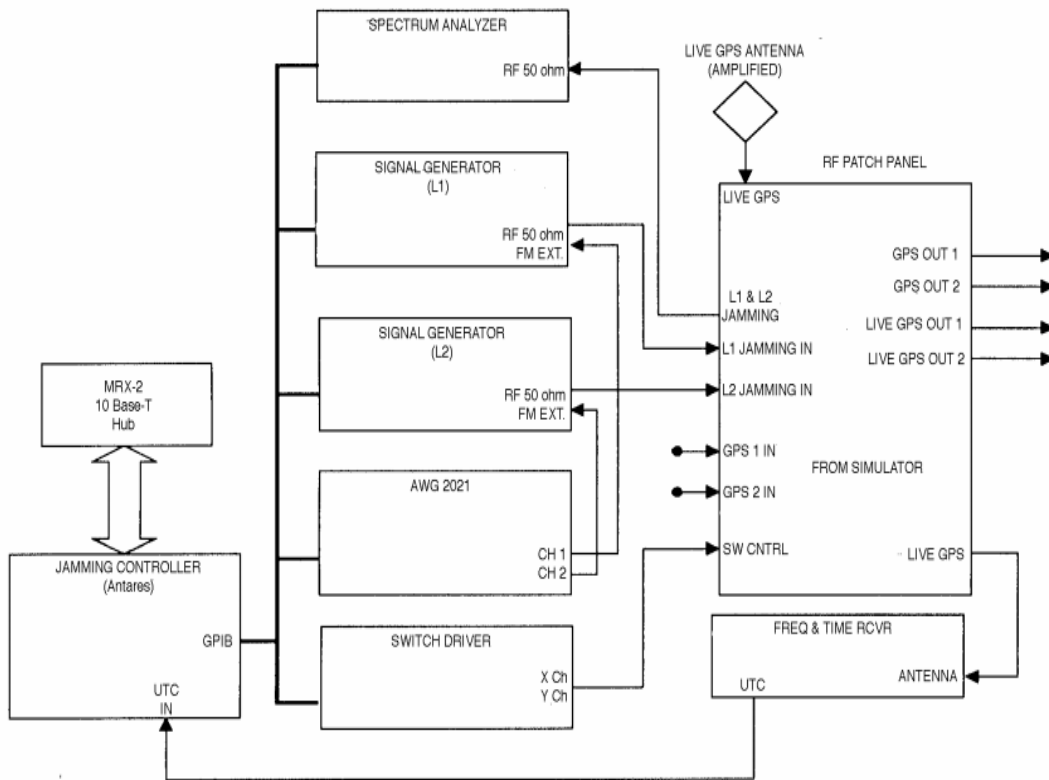 SPECTRUM ANALYZER
RF 50 ohm
LIVE GPS ANTENNA
(AMPLIFIED)
SIGNAL GENERATOR
(L1)
RF 50 ohm
FM EXT.
SIGNAL GENERATOR
(L2)
RF 50 ohm
FM EXT.
MRX-2
10 Base-T
Hub
AWG 2021
CH 1
CH 2
JAMMING CONTROLLER
(Antares)
GPIB
UTC
IN
SWITCH DRIVER
X Ch
Y Ch
RF PATCH PANEL
LIVE GPS
GPS OUT 1
GPS OUT 2
L1 & L2
JAMMING
LIVE GPS OUT 1
L1 JAMMING IN
LIVE GPS OUT 2
L2 JAMMING IN
GPS 1 IN
FROM SIMULATOR
GPS 2 IN
SW CNTRL
LIVE GPS
FREQ & TIME RCVR
ANTENNA
UTC